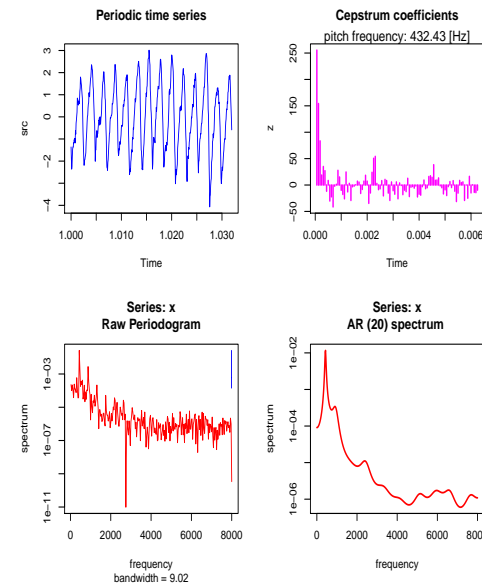 Periodic time series
src
3
2
1
0
−2
−4
1.000
1.010
1.020
1.030
Time
Cepstrum coefficients
pitch frequency: 432.43 [Hz]
z
250
150
50
0
−50
0.000
0.002
0.004
0.006
Time
Series: x
Raw Periodogram
spectrum
1e−03
1e−07
1e−11
0
2000
4000
6000
8000
frequency
bandwidth = 9.02
Series: x
AR (20) spectrum
spectrum
1e−02
1e−04
1e−06
0
2000
4000
6000
800
frequency